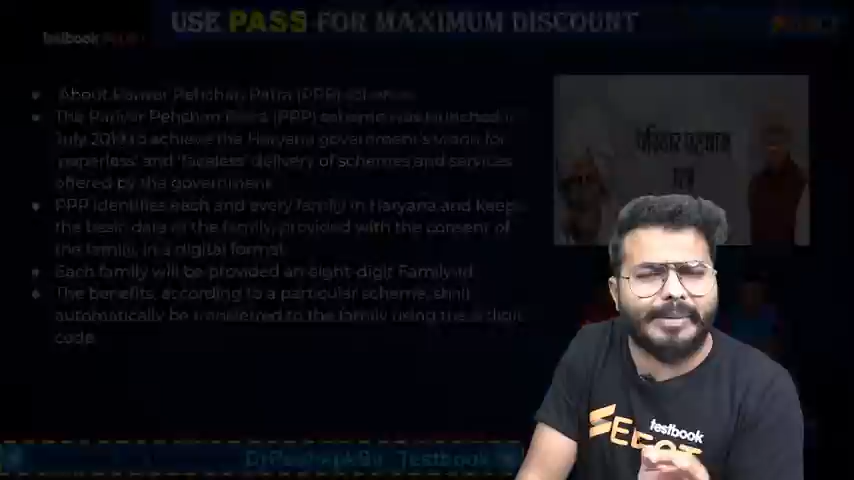 USE PASS FOR MAXIMUM DISCOUNT
testbook
About Parivar Pehchan Patra (PPP) scheme
The Parivar Pehchan Patra (PPP) scheme was launched in
July 2019 to achieve the Haryana government's vision for
'paperless' and 'faceless' delivery of schemes and services
offered by the government
PPP identifies each and every family in Haryana and keeps
the basic data of the family, provided with the consent of
the family, in a digital format
Each family will be provided an eight-digit Family-Id
The benefits, according to a particular scheme, shall
automatically be transferred to the family using the digit
code
परिवार पहचान
पत्र
testbook
Testbook